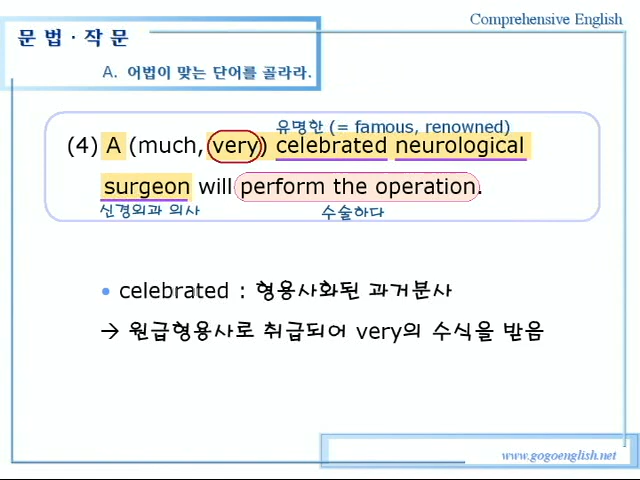 Comprehensive English
문 법 · 작 문
A. 어법이 맞는 단어를 골라라.
유명한 (= famous, renowned)
(4) A (much, very) celebrated neurological
surgeon will perform the operation.
신경외과 의사 수술하다
• celebrated : 형용사화된 과거분사
→ 원급형용사로 취급되어 very의 수식을 받음
www.gogoenglish.net